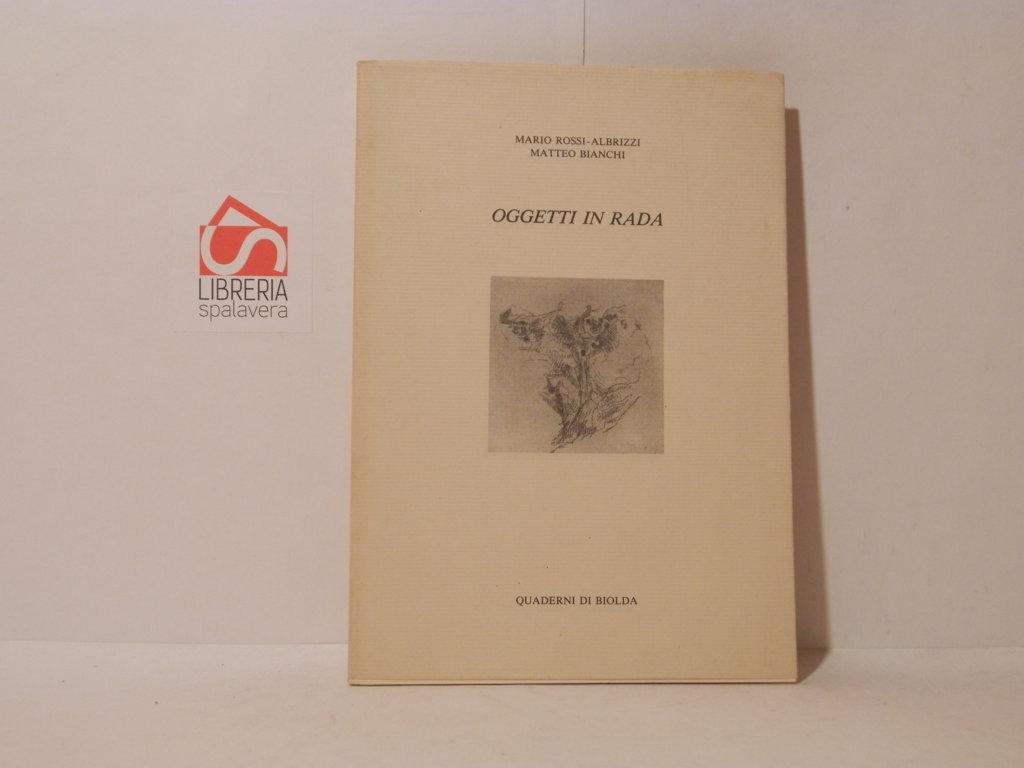 MARIO ROSSI-ALBRIZZI
MATTEO BIANCHI
OGGETTI IN RADA
QUADERNI DI BIOLDA
LIBRERIA
spalavera